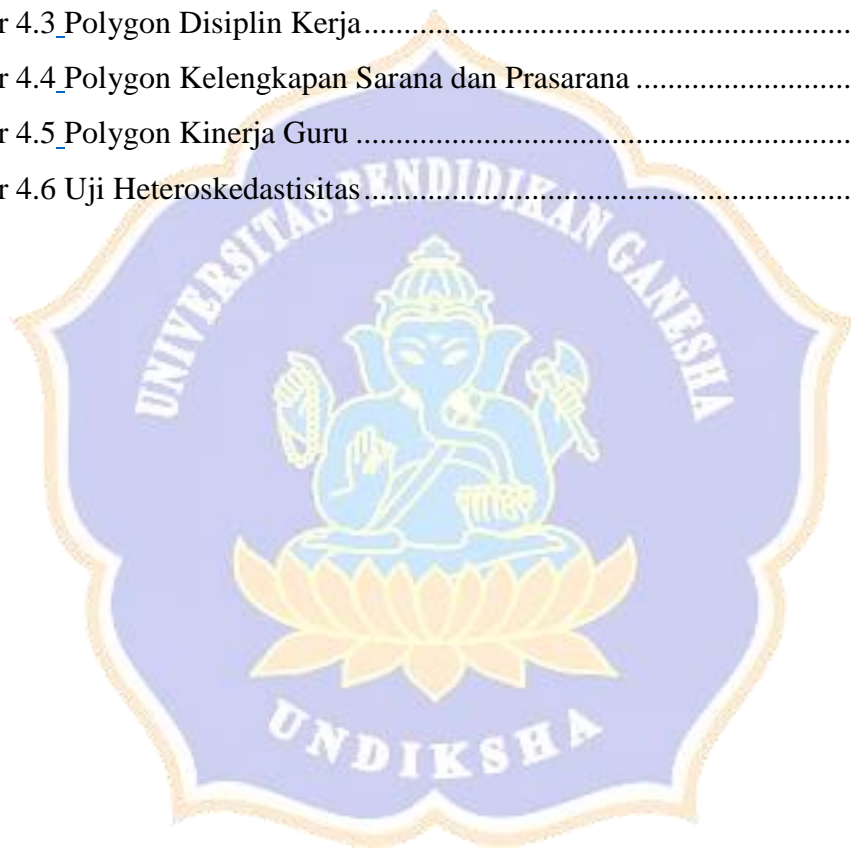 r 4.3 Polygon Disiplin Kerja
r 4.4 Polygon Kelengkapan Sarana dan Prasarana
r 4.5 Polygon Kinerja Guru
r 4.6 Uji Heteroskedastisitas
UNIVERSITAS PENDIDIKAN GANESHA
UNDIKSHA